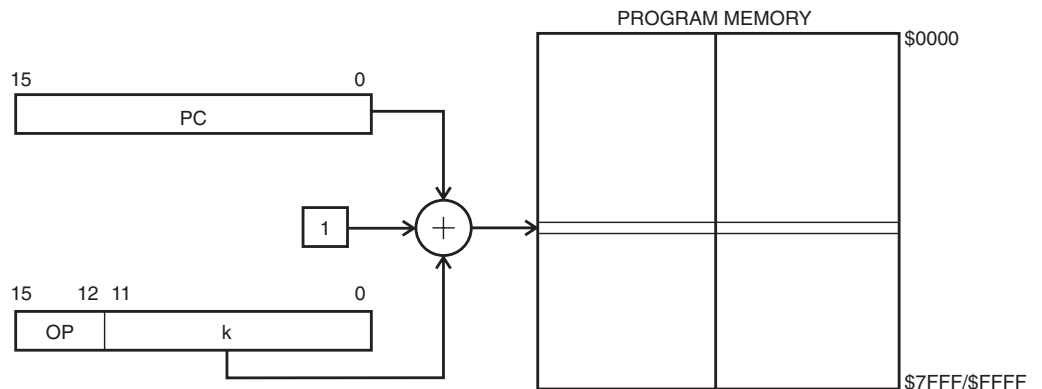 PROGRAM MEMORY
$0000
15 0
PC
1
+
15 12 11 0
OP k
$7FFF/$FFFF